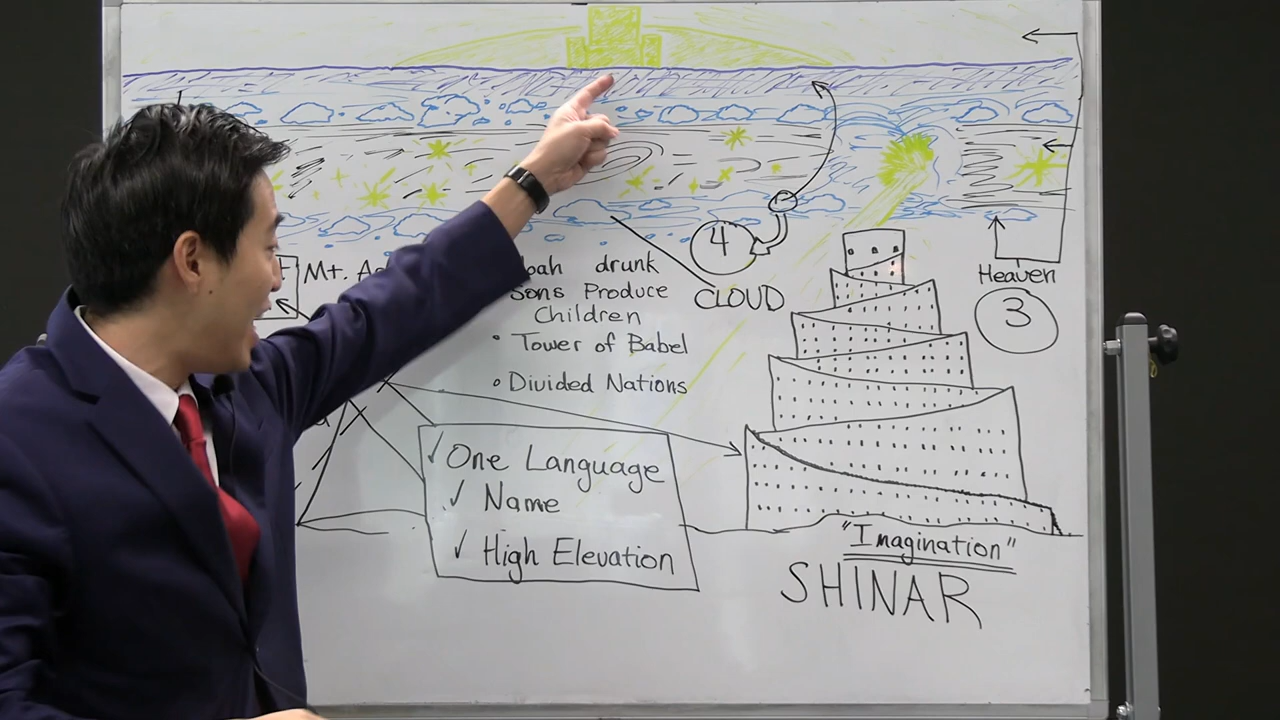 4
Mt.
drunk
Sons Produce
Children
• Tower of Babel
• Divided Nations
CLOUD
Heaven
3
✓ One Language
✓ Name
✓ High Elevation
"Imagination"
SHINAR